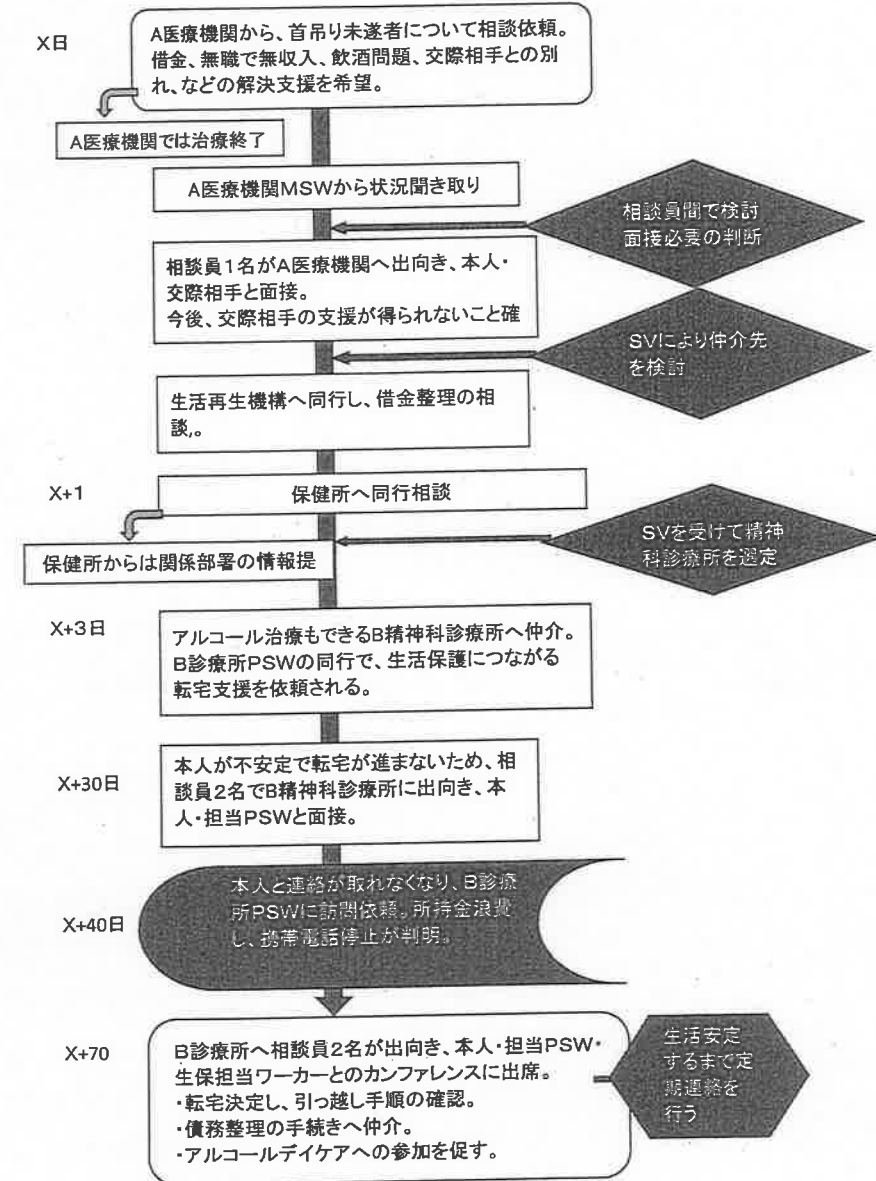 X日
A医療機関から、首吊り未遂者について相談依頼。
借金、無職で無収入、飲酒問題、交際相手との別
れ、などの解決支援を希望。
A医療機関では治療終了
A医療機関MSWから状況聞き取り
相談員間で検討
面接必要の判断
相談員1名がA医療機関へ出向き、本人・
交際相手と面接。
今後、交際相手の支援が得られないこと確
SVにより仲介先
を検討
生活再生機構へ同行し、借金整理の相
談,。
X+1
保健所へ同行相談
SVを受けて精神
科診療所を選定
保健所からは関係部署の情報提
X+3日
アルコール治療もできるB精神科診療所へ仲介。
B診療所PSWの同行で、生活保護につながる
転宅支援を依頼される。
X+30日
本人が不安定で転宅が進まないため、相
談員2名でB精神科診療所に出向き、本
人・担当PSWと面接。
X+40日
本人と連絡が取れなくなり、B診療
所PSWに訪問依頼。所持金浪費
し、携帯電話停止が判明。
X+70
B診療所へ相談員2名が出向き、本人・担当PSW・
生保担当ワーカーとのカンファレンスに出席。
・転宅決定し、引っ越し手順の確認。
・債務整理の手続きへ仲介。
・アルコールデイケアへの参加を促す。
生活安定
するまで定
期連絡を
行う